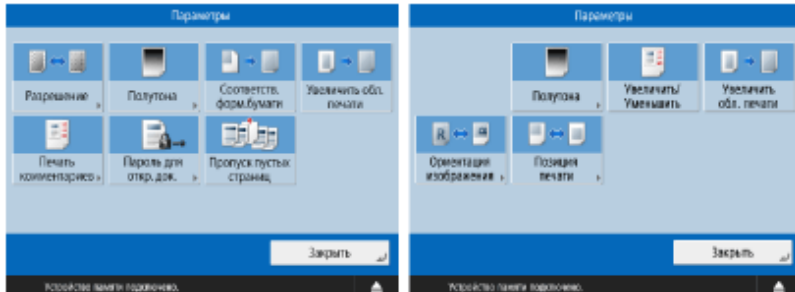 Параметры
Разрешение
Полутона
Соответств.
форм.бумаги
Увеличить обл.
печати
Печать
комментариев
Пароль для
откр. док.
Пропуск пустых
страниц
Закрыть
Устройство памяти подключено.
Параметры
Полутона
Увеличить/
Уменьшить
Увеличить
обл. печати
R
Ориентация
изображения
Позиция
печати
Закрыть
Устройство памяти подключено.